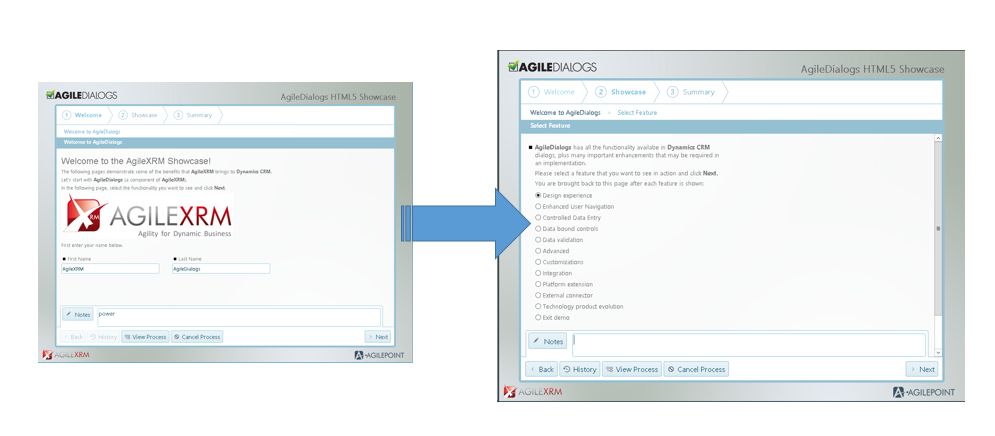 AGILEDIALOGS
AgileDialogs HTML5 Showcase
1 Welcome 2 Showcase 3 Summary
Welcome to AgileDialogs
Welcome to AgileDialogs
Welcome to the AgileXRM Showcase!
The following pages demonstrate some of the benefits that AgileXRM brings to Dynamics CRM.
Let's start with AgileDialogs (a component of AgileXRM).
In the following page, select the functionality you want to see and click Next.
XRM AGILEXRM
Agility for Dynamic Business
First enter your name below.
First Name Last Name
AgileXRM AgileDialogs
Notes power
Back History View Process Cancel Process Next
AGILEXRM AGILEPOINT
AGILEDIALOGS
AgileDialogs HTML5 Showcase
1 Welcome 2 Showcase 3 Summary
Welcome to AgileDialogs Select Feature
Select Feature
AgileDialogs has all the functionality availabe in Dynamics CRM
dialogs, plus many important enhancements that may be required in
an implementation.
Please select a feature that you want to see in action and click Next.
You are brought back to this page after each feature is shown:
Design experience
Enhanced User Navigation
Controlled Data Entry
Data bound controls
Data validation
Advanced
Customizations
Integration
Platform extension
External connector
Technology product evolution
Exit demo
Notes
Back History View Process Cancel Process Next
AGILEXRM AGILEPOINT